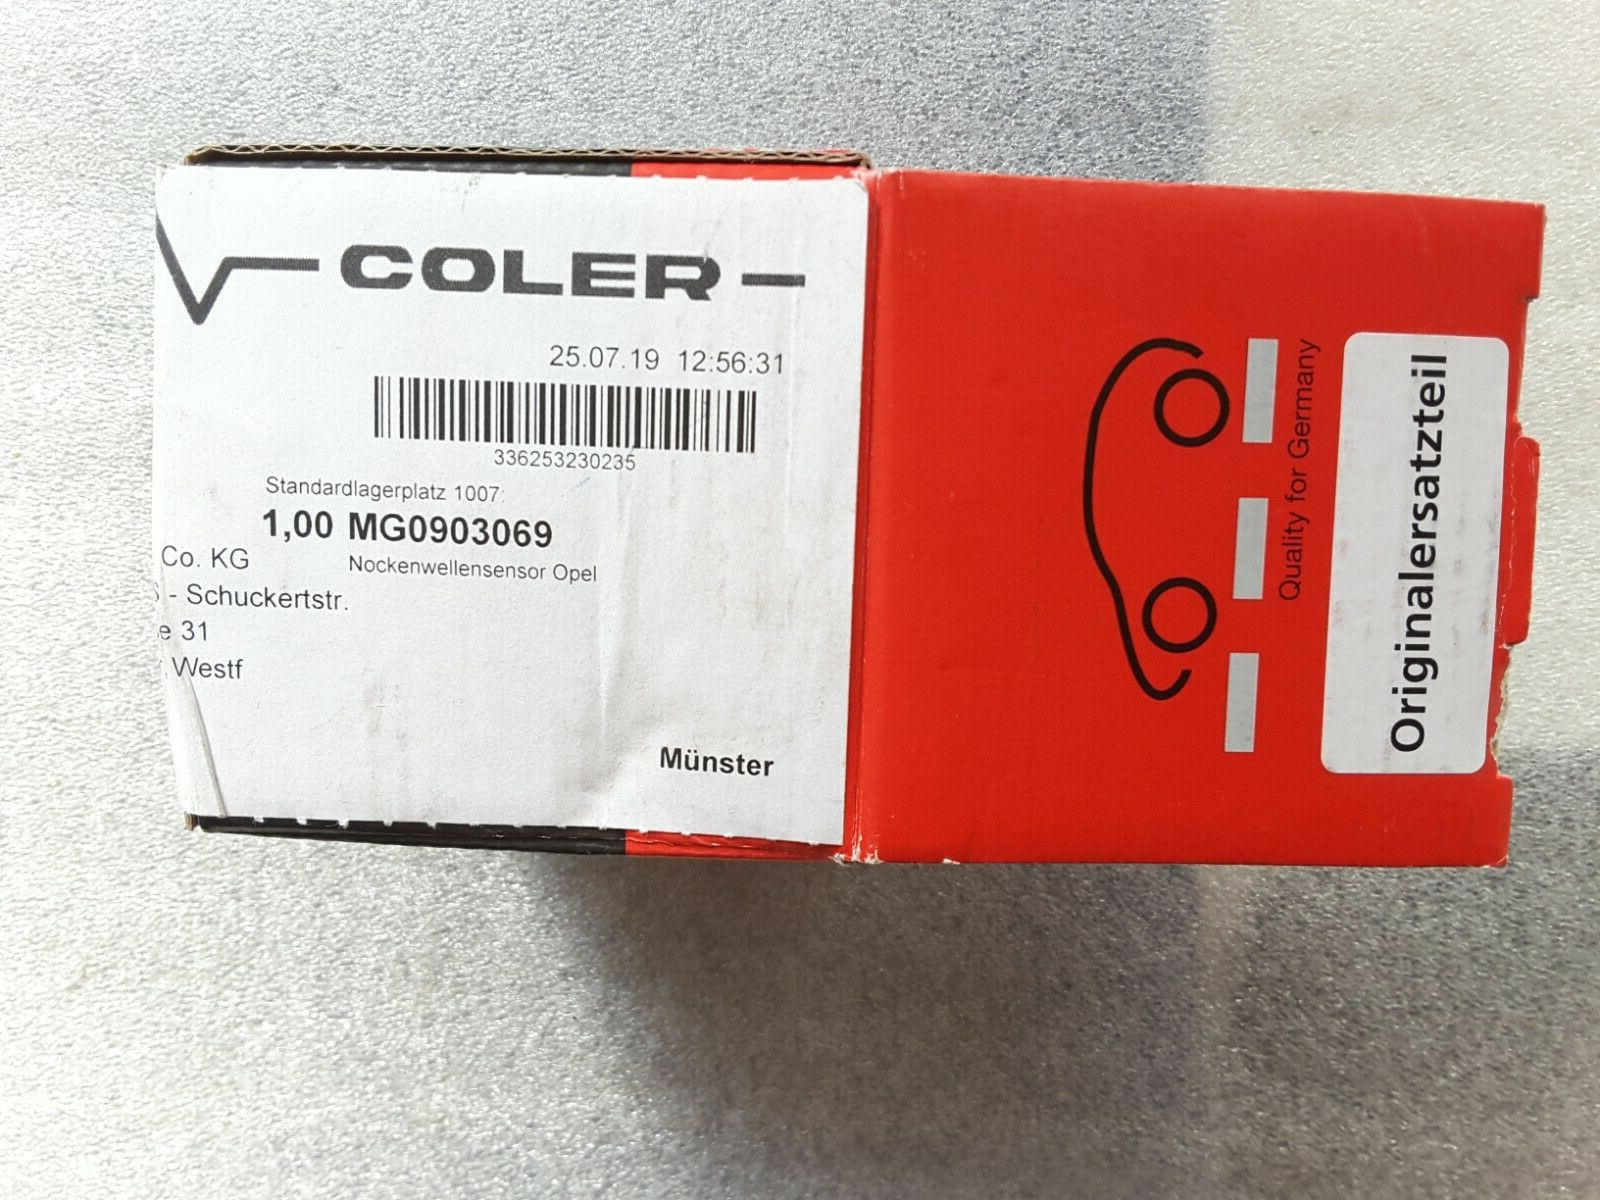 COLER
25.07.19 12:56:31
336253230235
Standardlagerplatz 1007:
1,00 MG0903069
Nockenwellensensor Opel
Co. KG
- Schuckertstr.
31
Westf
Münster
Quality for Germany
Originalersatzteil